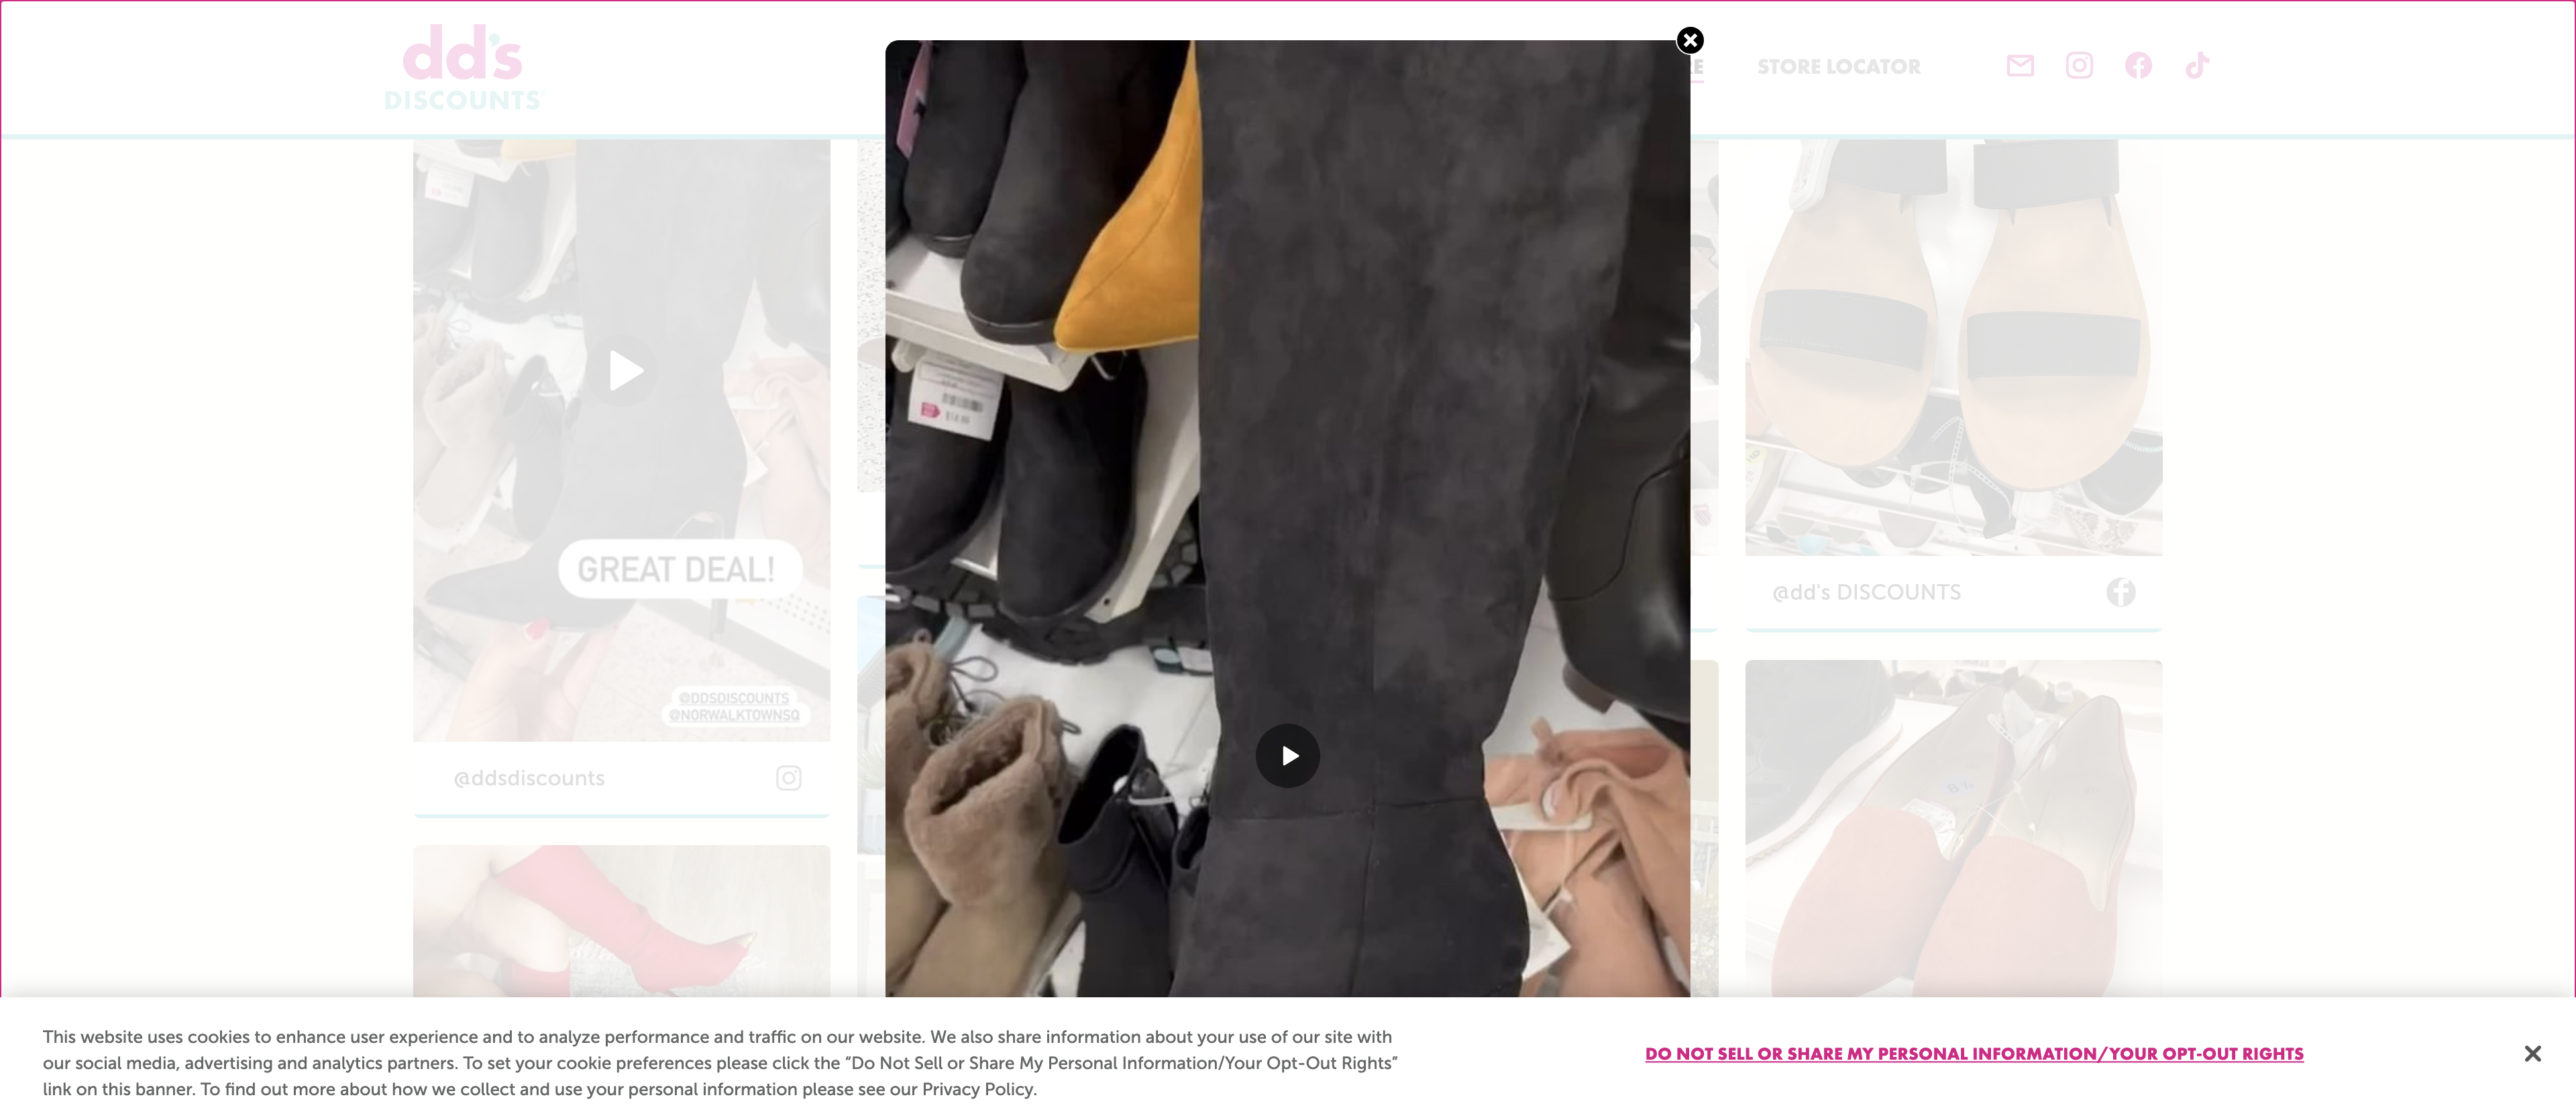 dd's
DISCOUNTS
STORE LOCATOR
GREAT DEAL!
@DDSDISCOUNTS
@NORWALKTOWNSQ
@ddsdiscounts
@dd's DISCOUNTS
This website uses cookies to enhance user experience and to analyze performance and traffic on our website. We also share information about your use of our site with
our social media, advertising and analytics partners. To set your cookie preferences please click the “Do Not Sell or Share My Personal Information/Your Opt-Out Rights”
link on this banner. To find out more about how we collect and use your personal information please see our Privacy Policy.
DO NOT SELL OR SHARE MY PERSONAL INFORMATION/YOUR OPT-OUT RIGHTS